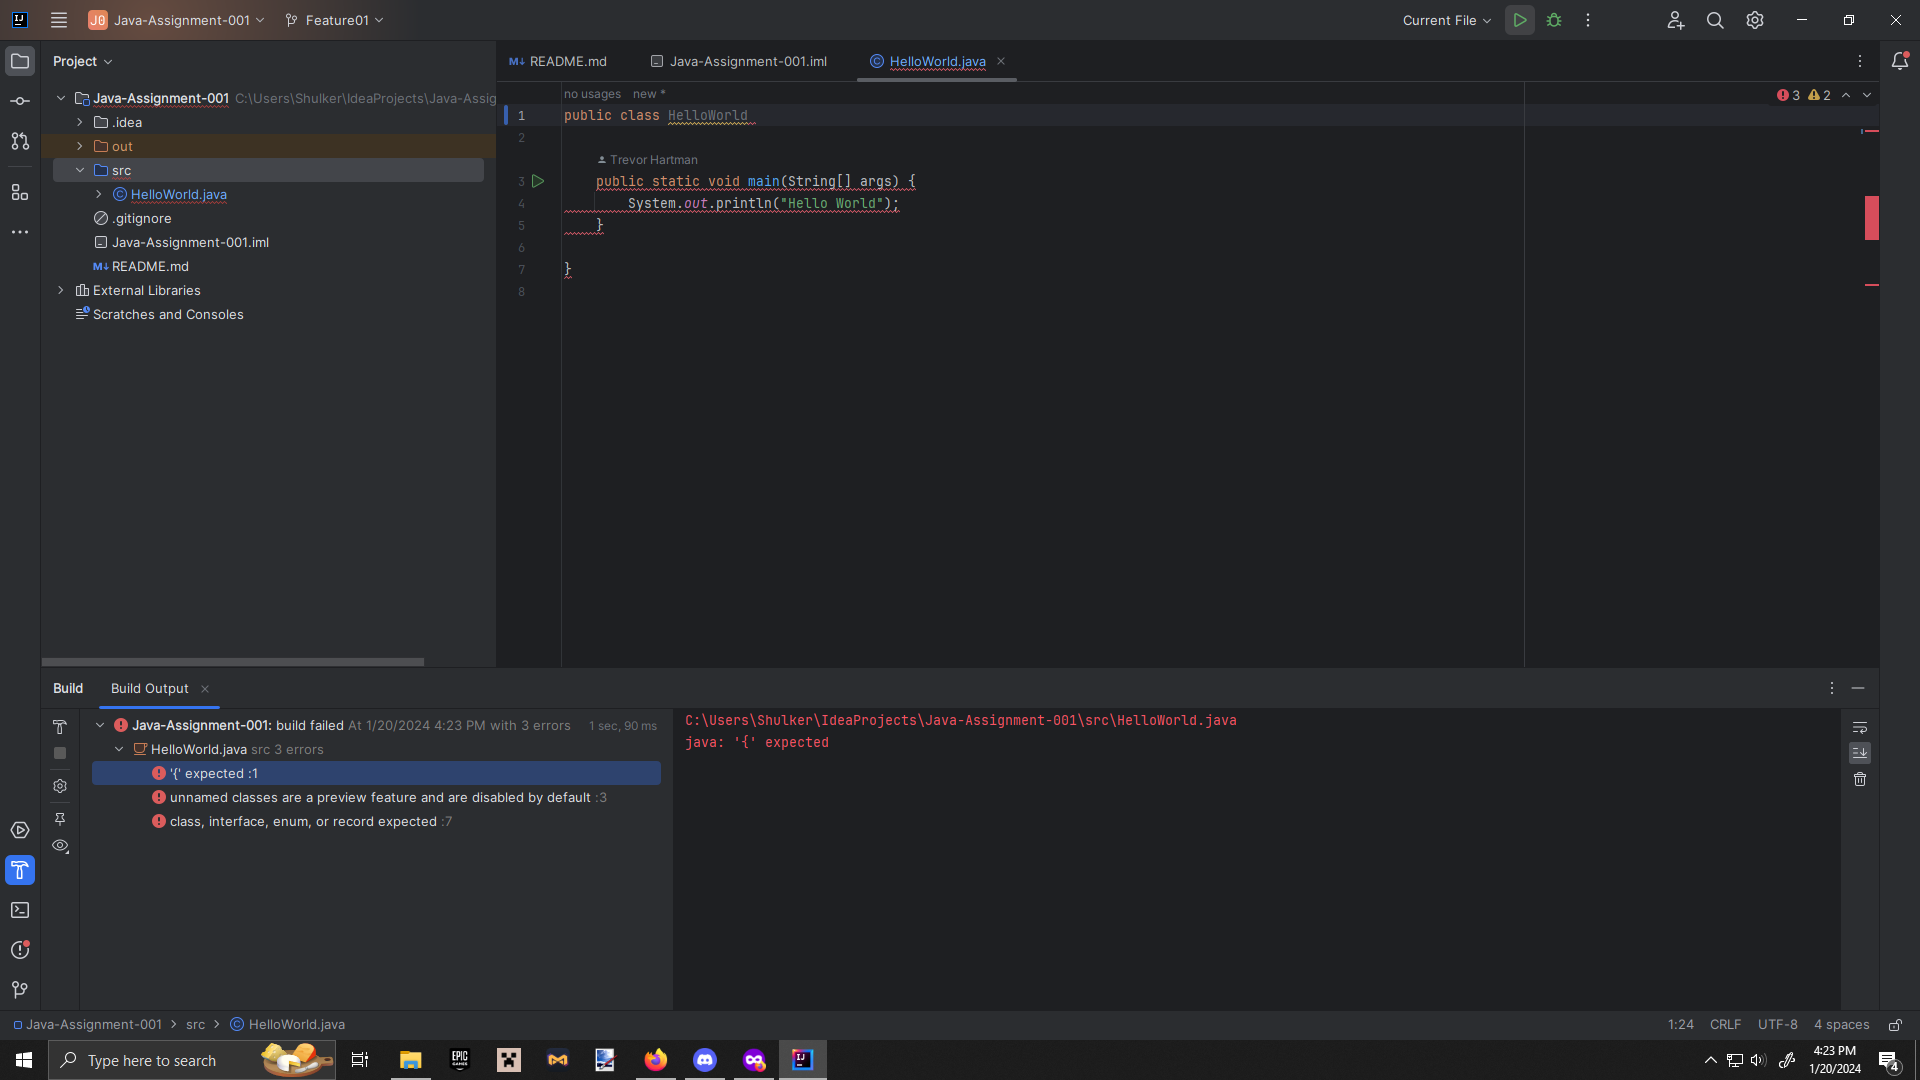 J0 Java-Assignment-001 Feature01 Current File
Project
README.md Java-Assignment-001.iml HelloWorld.java
Java-Assignment-001 C:\Users\Shulker\IdeaProjects\Java-Assig
.idea
out
src
HelloWorld.java
.gitignore
Java-Assignment-001.iml
M↓ README.md
External Libraries
Scratches and Consoles
no usages new *
3 2
1 public class HelloWorld
2
Trevor Hartman
3 public static void main(String[] args) {
4 System.out.println("Hello World");
5 }
6
7 }
8
Build Build Output
Java-Assignment-001: build failed At 1/20/2024 4:23 PM with 3 errors 1 sec, 90 ms
HelloWorld.java src 3 errors
'{' expected :1
unnamed classes are a preview feature and are disabled by default :3
class, interface, enum, or record expected :7
C:\Users\Shulker\IdeaProjects\Java-Assignment-001\src\HelloWorld.java
java: '{' expected
Java-Assignment-001 > src > HelloWorld.java
1:24 CRLF UTF-8 4 spaces
Type here to search
EPIC GAMES
IJ
4:23 PM
1/20/2024
4